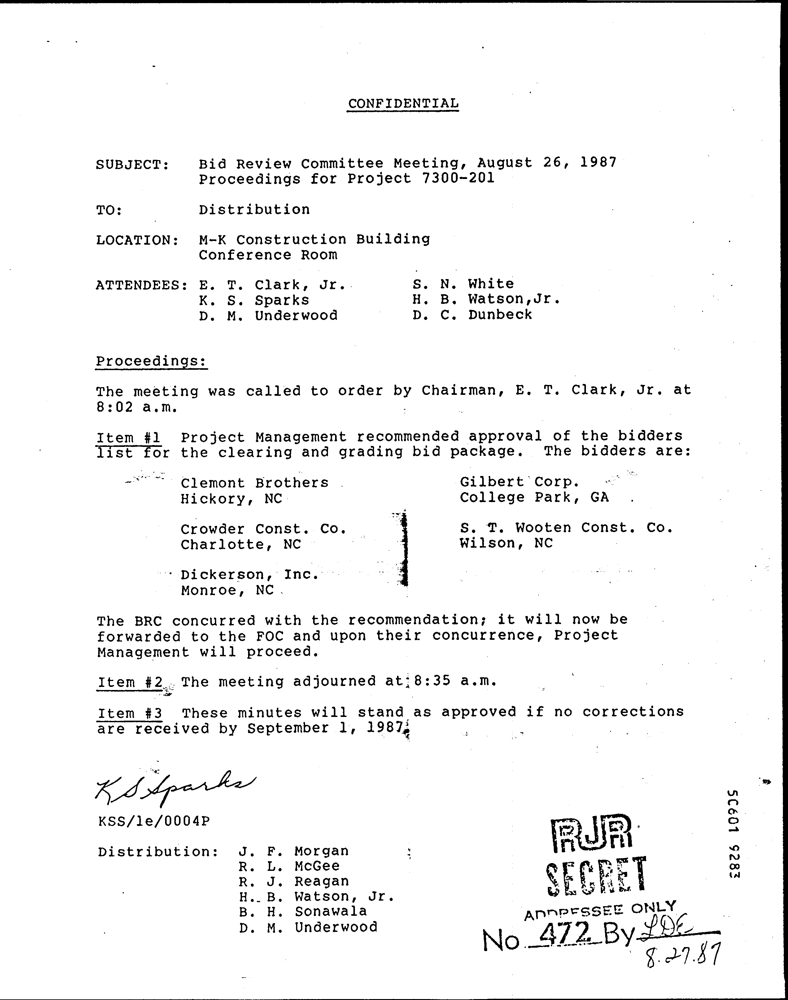 CONFIDENTIAL
SUBJECT: Bid Review Committee Meeting, August 26, 1987
Proceedings for Project 7300-201
TO: Distribution
LOCATION: M-K Construction Building
Conference Room
ATTENDEES: E. T. Clark, Jr. S. N. White
K. S. Sparks H. B. Watson,Jr.
D. M. Underwood D. C. Dunbeck
Proceedings:
The meeting was called to order by Chairman, E. T. Clark, Jr. at
8:02 a.m.
Item #1 Project Management recommended approval of the bidders
list for the clearing and grading bid package. The bidders are:
Clemont Brothers Gilbert Corp.
Hickory, NC College Park, GA
Crowder Const. Co. S. T. Wooten Const. Co.
Charlotte, NC Wilson, NC
Dickerson, Inc.
Monroe, NC
The BRC concurred with the recommendation; it will now be
forwarded to the FOC and upon their concurrence, Project
Management will proceed.
Item #2 The meeting adjourned at 8:35 a.m.
Item #3 These minutes will stand as approved if no corrections
are received by September 1, 1987.
KSSparks
KSS/le/0004P
Distribution: J. F. Morgan
R. L. McGee
R. J. Reagan
H. B. Watson, Jr.
B. H. Sonawala
D. M. Underwood
RJR
SECRET
ADDRESSEE ONLY
No. 472 By LDE
8.27.87
50601 9283